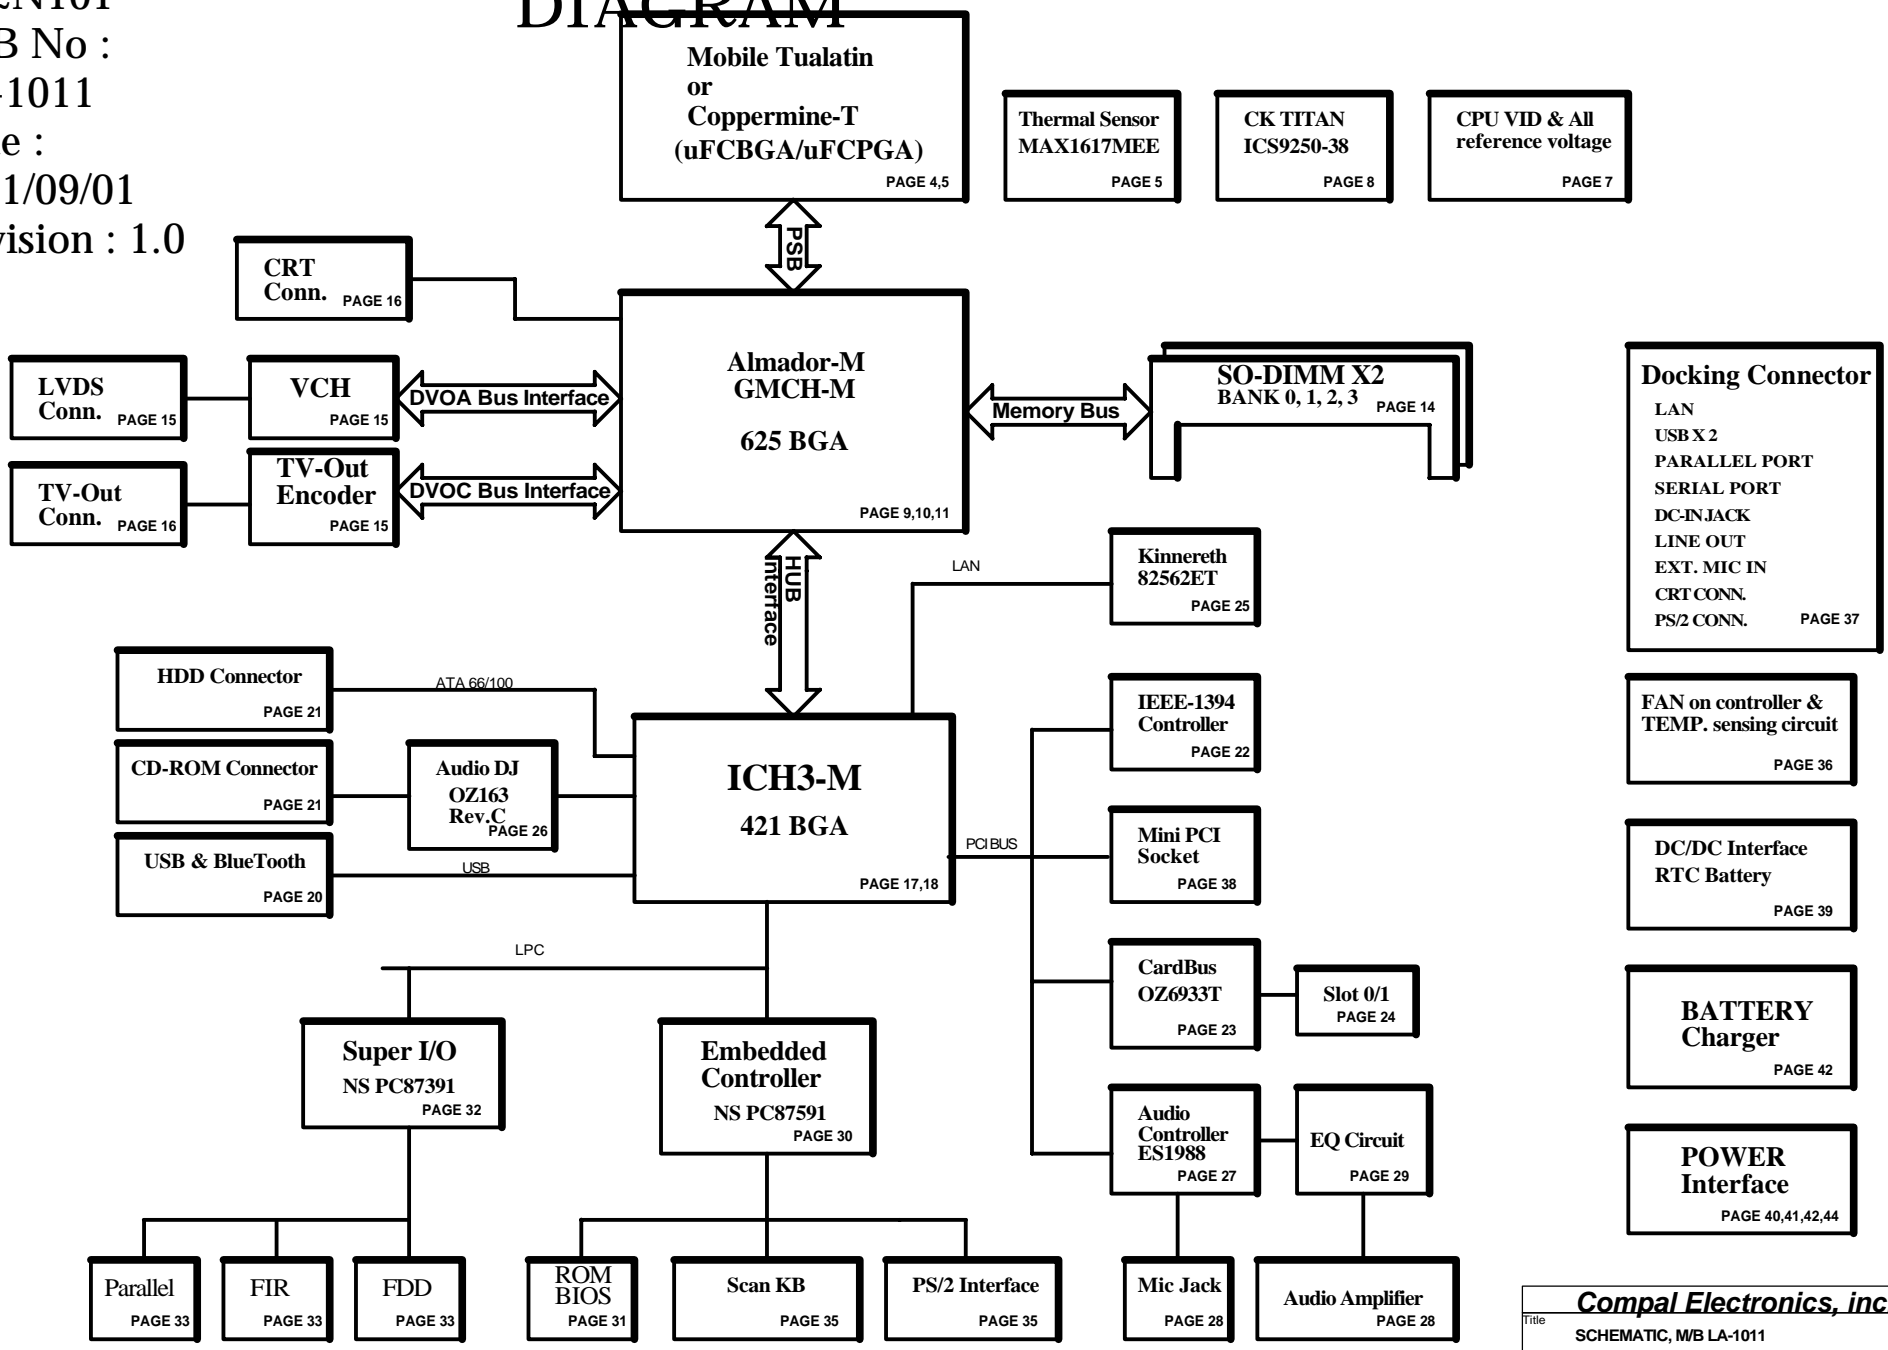 DIAGRAM
2N101
B No :
-1011
e :
1/09/01
vision : 1.0
Mobile Tualatin
or
Coppermine-T
(uFCBGA/uFCPGA)
PAGE 4,5
Thermal Sensor
MAX1617MEE
PAGE 5
CK TITAN
ICS9250-38
PAGE 8
CPU VID & All
reference voltage
PAGE 7
PSB
CRT
Conn.
PAGE 16
LVDS
Conn.
PAGE 15
VCH
PAGE 15
DVOA Bus Interface
Almador-M
GMCH-M
625 BGA
PAGE 9,10,11
Memory Bus
SO-DIMM X2
BANK 0, 1, 2, 3
PAGE 14
TV-Out
Conn.
PAGE 16
TV-Out
Encoder
PAGE 15
DVOC Bus Interface
Docking Connector
LAN
USB X 2
PARALLEL PORT
SERIAL PORT
DC-IN JACK
LINE OUT
EXT. MIC IN
CRT CONN.
PS/2 CONN.
PAGE 37
HUB
Interface
LAN
Kinnereth
82562ET
PAGE 25
HDD Connector
PAGE 21
ATA 66/100
CD-ROM Connector
PAGE 21
Audio DJ
OZ163
Rev.C
PAGE 26
USB & BlueTooth
PAGE 20
USB
ICH3-M
421 BGA
PAGE 17,18
PCI BUS
IEEE-1394
Controller
PAGE 22
Mini PCI
Socket
PAGE 38
CardBus
OZ6933T
PAGE 23
Slot 0/1
PAGE 24
FAN on controller &
TEMP. sensing circuit
PAGE 36
DC/DC Interface
RTC Battery
PAGE 39
BATTERY
Charger
PAGE 42
POWER
Interface
PAGE 40,41,42,44
LPC
Super I/O
NS PC87391
PAGE 32
Embedded
Controller
NS PC87591
PAGE 30
Audio
Controller
ES1988
PAGE 27
EQ Circuit
PAGE 29
Parallel
PAGE 33
FIR
PAGE 33
FDD
PAGE 33
ROM
BIOS
PAGE 31
Scan KB
PAGE 35
PS/2 Interface
PAGE 35
Mic Jack
PAGE 28
Audio Amplifier
PAGE 28
Compal Electronics, inc
Title
SCHEMATIC, M/B LA-1011